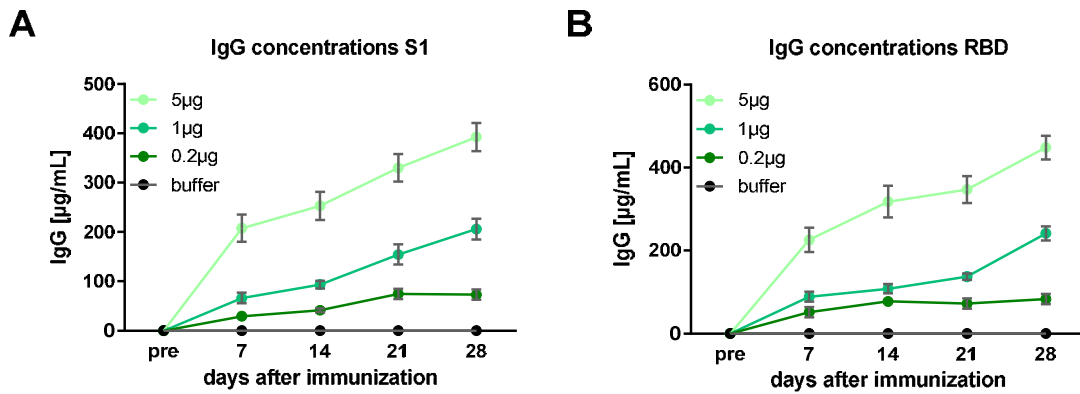 A
IgG concentrations S1
IgG [µg/mL]
500
400
300
200
100
0
5µg
1µg
0.2µg
buffer
pre 7 14 21 28
days after immunization
B
IgG concentrations RBD
IgG [µg/mL]
600
400
200
0
5µg
1µg
0.2µg
buffer
pre 7 14 21 28
days after immunization